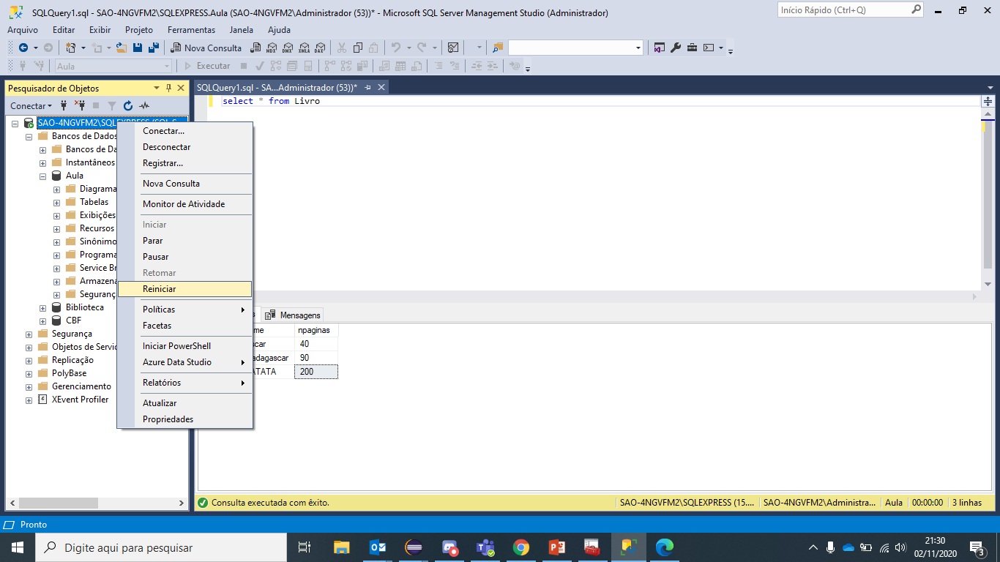 SQLQuery1.sql - SAO-4NGVFM2\SQLEXPRESS.Aula (SAO-4NGVFM2\Administrador (53))* - Microsoft SQL Server Management Studio (Administrador)
Início Rápido (Ctrl+Q)
Arquivo Editar Exibir Projeto Ferramentas Janela Ajuda
Nova Consulta
MDX DMX XMLA DAX
Aula
Executar
Pesquisador de Objetos
Conectar
SAO-4NGVFM2\SQLEXPRESS (SQL S
Bancos de Dados
Bancos de Da
Instantâneos
Aula
Diagrama
Tabelas
Exibições
Recursos
Sinônimo
Programa
Service Br
Armazena
Seguranç
Biblioteca
CBF
Segurança
Objetos de Servic
Replicação
PolyBase
Gerenciamento
XEvent Profiler
Conectar...
Desconectar
Registrar...
Nova Consulta
Monitor de Atividade
Iniciar
Parar
Pausar
Retomar
Reiniciar
Políticas
Facetas
Iniciar PowerShell
Azure Data Studio
Relatórios
Atualizar
Propriedades
SQLQuery1.sql - SA...Administrador (53))*
select * from Livro
s
Mensagens
me npaginas
car 40
adagascar 90
ATATA 200
Consulta executada com êxito.
SAO-4NGVFM2\SQLEXPRESS (15.... SAO-4NGVFM2\Administra... Aula 00:00:00 3 linhas
Pronto
Digite aqui para pesquisar
21:30
02/11/2020
3